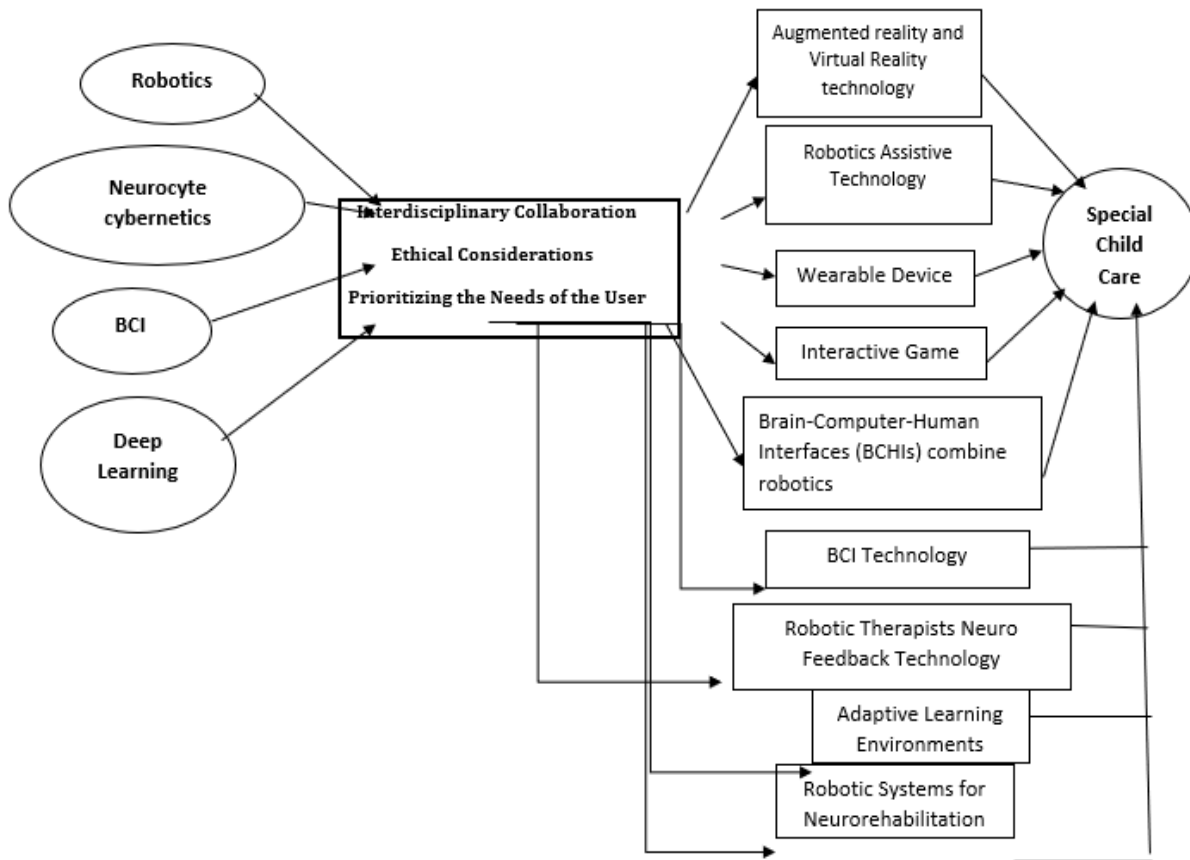 Robotics
Neurocyte
cybernetics
BCI
Deep
Learning
Interdisciplinary Collaboration
Ethical Considerations
Prioritizing the Needs of the User
Augmented reality and
Virtual Reality
technology
Robotics Assistive
Technology
Wearable Device
Interactive Game
Brain-Computer-Human
Interfaces (BCHIs) combine
robotics
BCI Technology
Robotic Therapists Neuro
Feedback Technology
Adaptive Learning
Environments
Robotic Systems for
Neurorehabilitation
Special
Child
Care